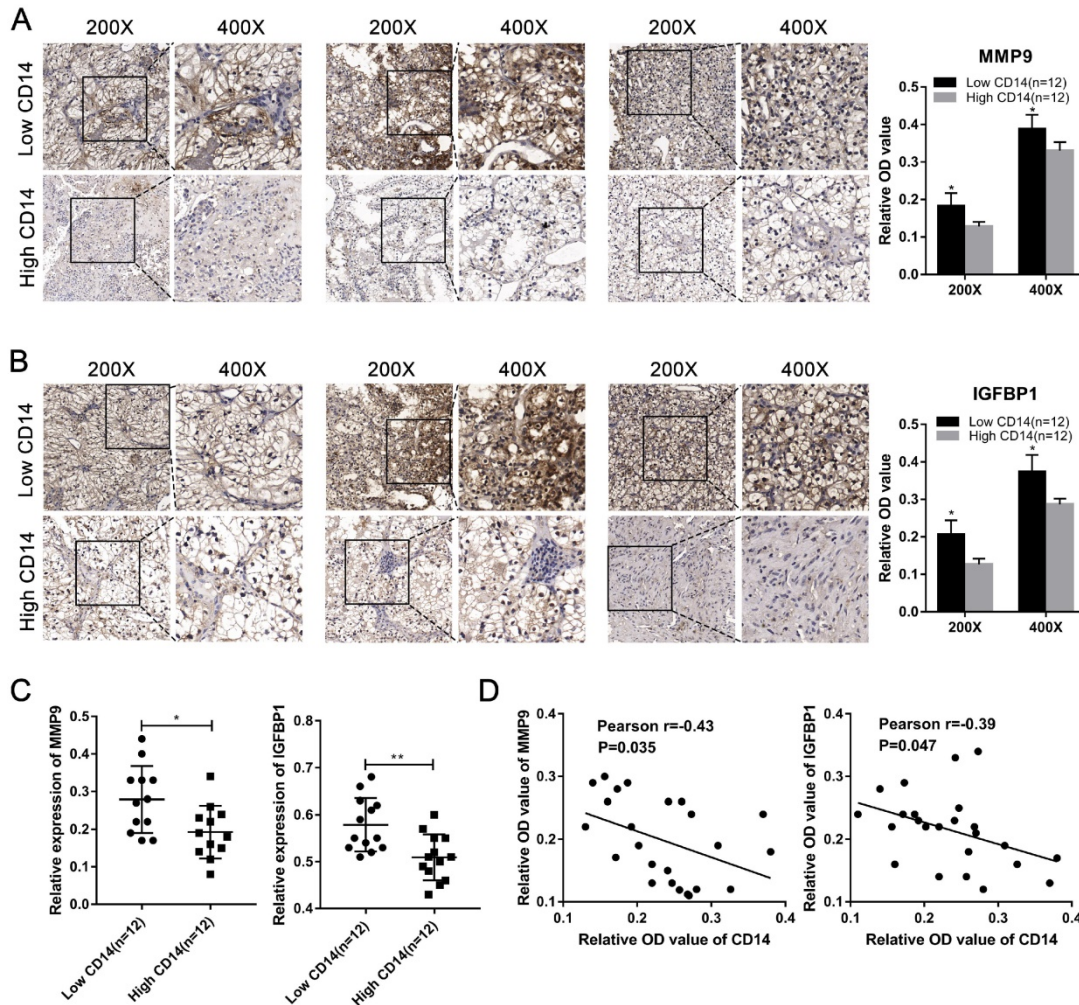 A
200X 400X 200X 400X 200X 400X
Low CD14
High CD14
MMP9
Low CD14(n=12)
High CD14(n=12)
Relative OD value
0.5
0.4
0.3
0.2
0.1
0.0
*
*
200X 400X
B
200X 400X 200X 400X 200X 400X
Low CD14
High CD14
IGFBP1
Low CD14(n=12)
High CD14(n=12)
Relative OD value
0.5
0.4
0.3
0.2
0.1
0.0
*
*
200X 400X
C
Relative expression of MMP9
0.5
0.4
0.3
0.2
0.1
0.0
*
Low CD14(n=12)
High CD14(n=12)
Relative expression of IGFBP1
0.8
0.7
0.6
0.5
0.4
**
Low CD14(n=12)
High CD14(n=12)
D
Relative OD value of MMP9
0.4
0.3
0.2
0.1
Pearson r=-0.43
P=0.035
0.1 0.2 0.3 0.4
Relative OD value of CD14
Relative OD value of IGFBP1
0.4
0.3
0.2
0.1
Pearson r=-0.39
P=0.047
0.1 0.2 0.3 0.4
Relative OD value of CD14